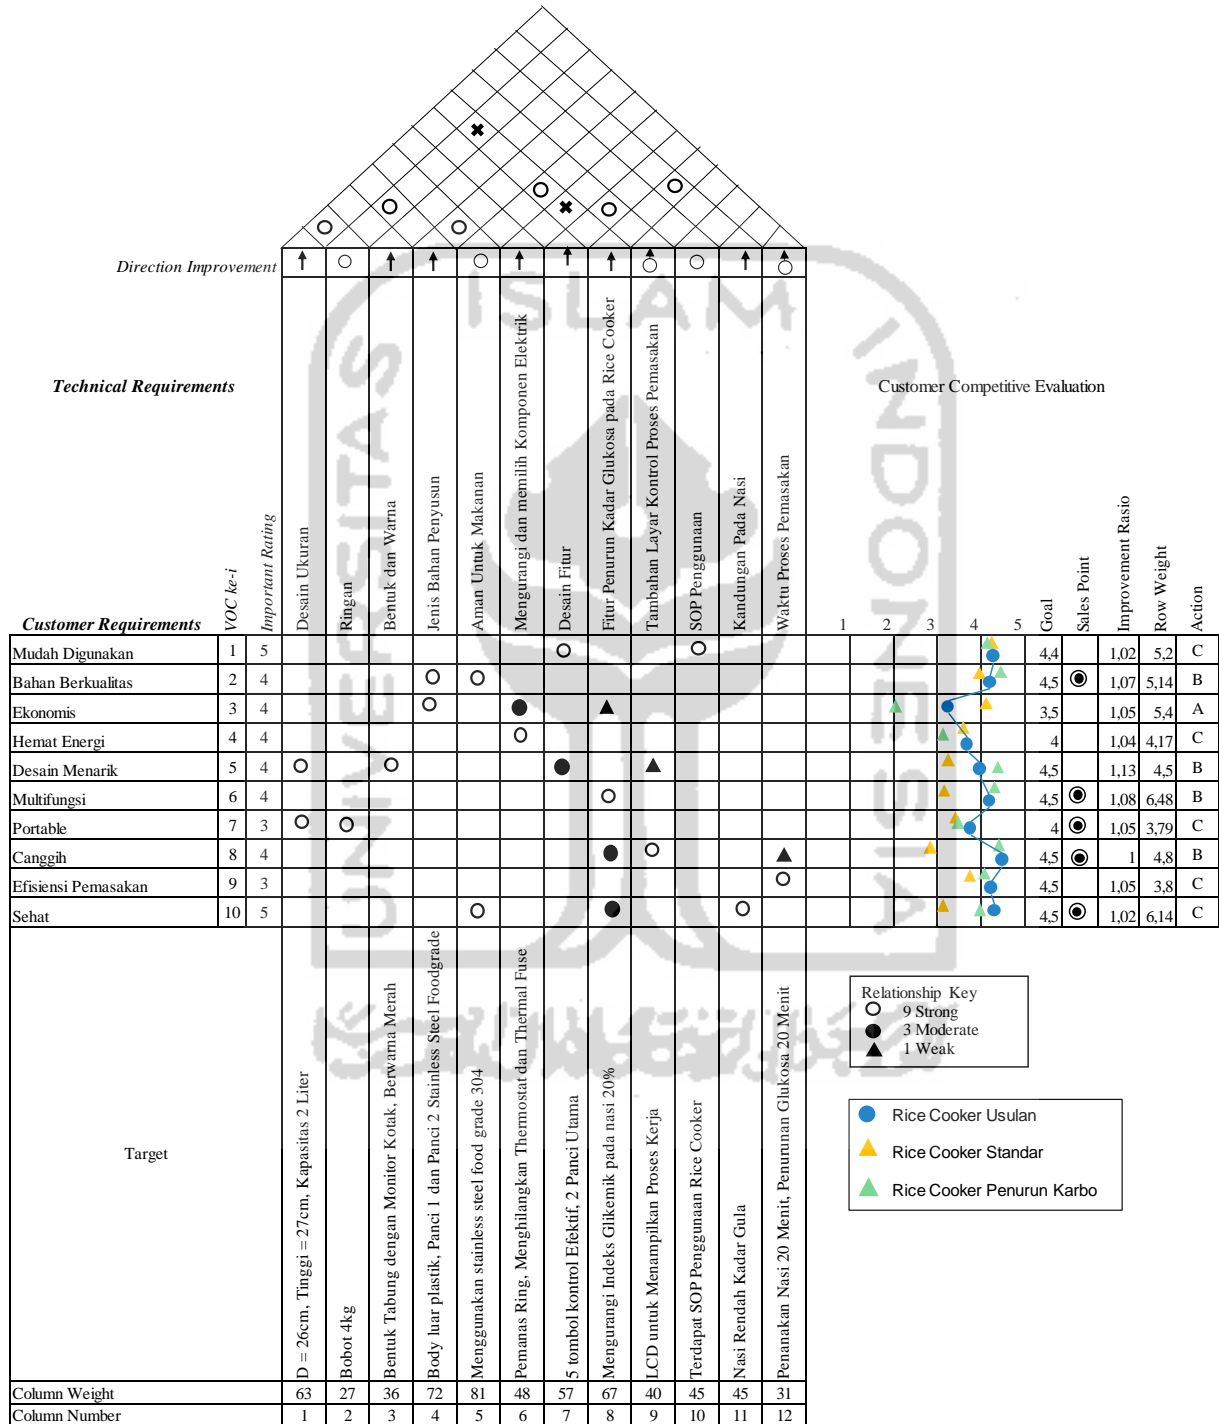 Direction Improvement
Technical Requirements
Customer Competitive Evaluation
Customer Requirements
VOC ke-i
Important Rating
Desain Ukuran
Ringan
Bentuk dan Warna
Jenis Bahan Penyusun
Aman Untuk Makanan
Mengurangi dan memilih Komponen Elektrik
Desain Fitur
Fitur Penurun Kadar Glukosa pada Rice Cooker
Tambahan Layar Kontrol Proses Pemasakan
SOP Penggunaan
Kandungan Pada Nasi
Waktu Proses Pemasakan
1 2 3 4 5
Goal
Sales Point
Improvement Rasio
Row Weight
Action
Mudah Digunakan 1 5 4,4 1,02 5,2 C
Bahan Berkualitas 2 4 4,5 1,07 5,14 B
Ekonomis 3 4 3,5 1,05 5,4 A
Hemat Energi 4 4 4 1,04 4,17 C
Desain Menarik 5 4 4,5 1,13 4,5 B
Multifungsi 6 4 4,5 1,08 6,48 B
Portable 7 3 4 1,05 3,79 C
Canggih 8 4 4,5 1 4,8 B
Efisiensi Pemasakan 9 3 4,5 1,05 3,8 C
Sehat 10 5 4,5 1,02 6,14 C
Target
D = 26cm, Tinggi = 27cm, Kapasitas 2 Liter
Bobot 4kg
Bentuk Tabung dengan Monitor Kotak, Berwarna Merah
Body luar plastik, Panci 1 dan Panci 2 Stainless Steel Foodgrade
Menggunakan stainless steel food grade 304
Pemanas Ring, Menghilangkan Thermostat dan Thermal Fuse
5 tombol kontrol Efektif, 2 Panci Utama
Mengurangi Indeks Glikemik pada nasi 20%
LCD untuk Menampilkan Proses Kerja
Terdapat SOP Penggunaan Rice Cooker
Nasi Rendah Kadar Gula
Penanakan Nasi 20 Menit, Penurunan Glukosa 20 Menit
Relationship Key
9 Strong
3 Moderate
1 Weak
Rice Cooker Usulan
Rice Cooker Standar
Rice Cooker Penurun Karbo
Column Weight 63 27 36 72 81 48 57 67 40 45 45 31
Column Number 1 2 3 4 5 6 7 8 9 10 11 12
UNIVERSITAS
ISLAM
INDONESIA